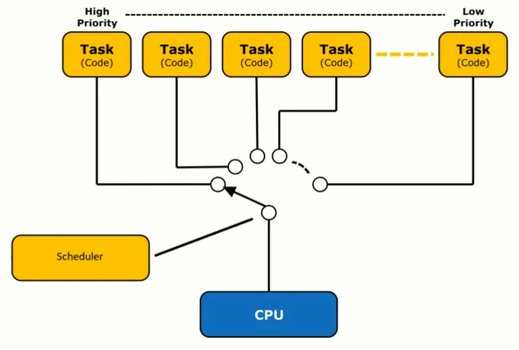 High
Priority
Low
Priority
Task
(Code)
Task
(Code)
Task
(Code)
Task
(Code)
Task
(Code)
Scheduler
CPU